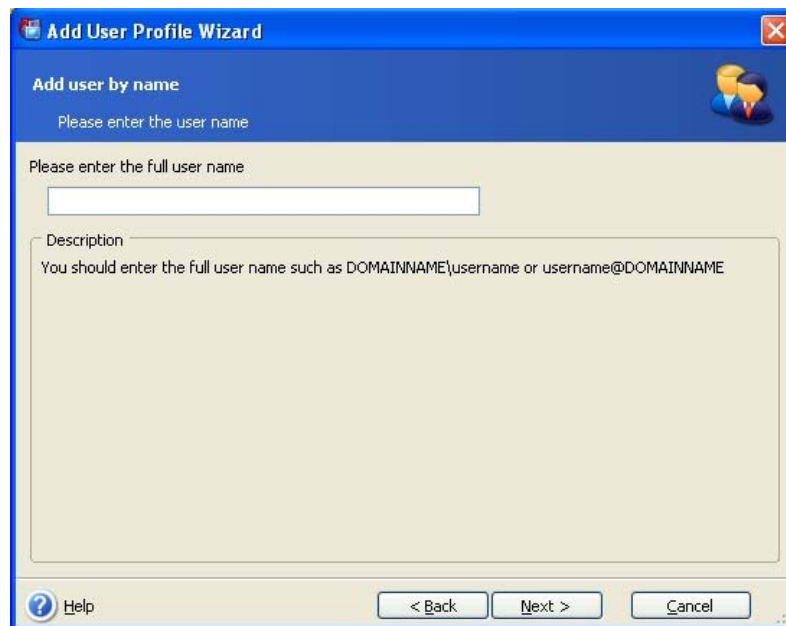 Add User Profile Wizard
Add user by name
Please enter the user name
Please enter the full user name
Description
You should enter the full user name such as DOMAINNAME\username or username@DOMAINNAME
Help
< Back
Next >
Cancel